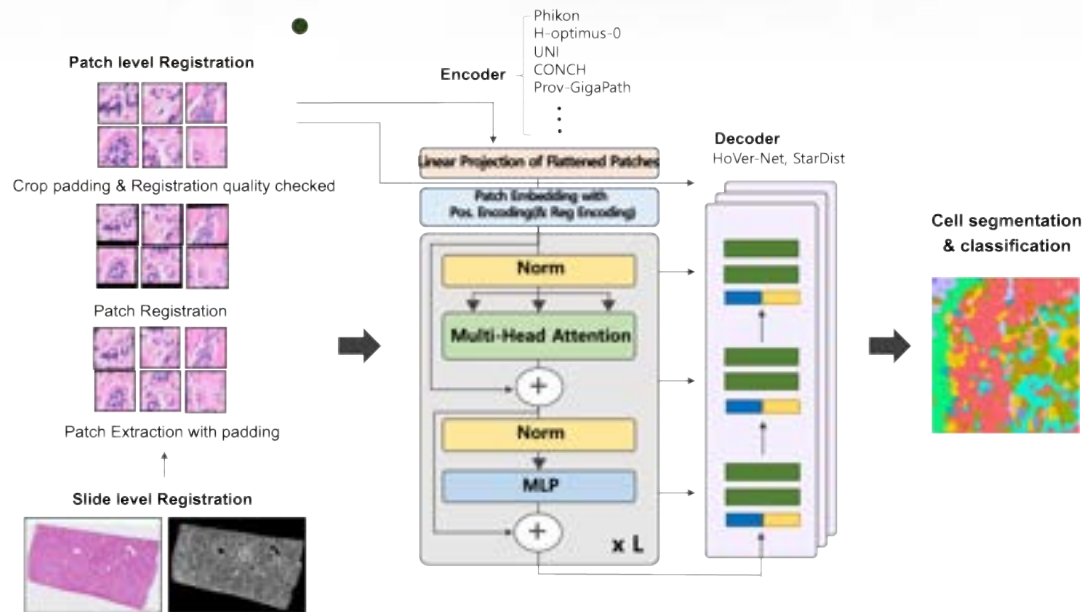 Patch level Registration
Crop padding & Registration quality checked
Patch Registration
Patch Extraction with padding
Slide level Registration
Encoder
Phikon
H-optimus-0
UNI
CONCH
Prov-GigaPath
Linear Projection of Flattened Patches
Patch Embedding with
Pos. Encoding(& Reg Encoding)
Norm
Multi-Head Attention
+
Norm
MLP
+
x L
Decoder
HoVer-Net, StarDist
Cell segmentation
& classification